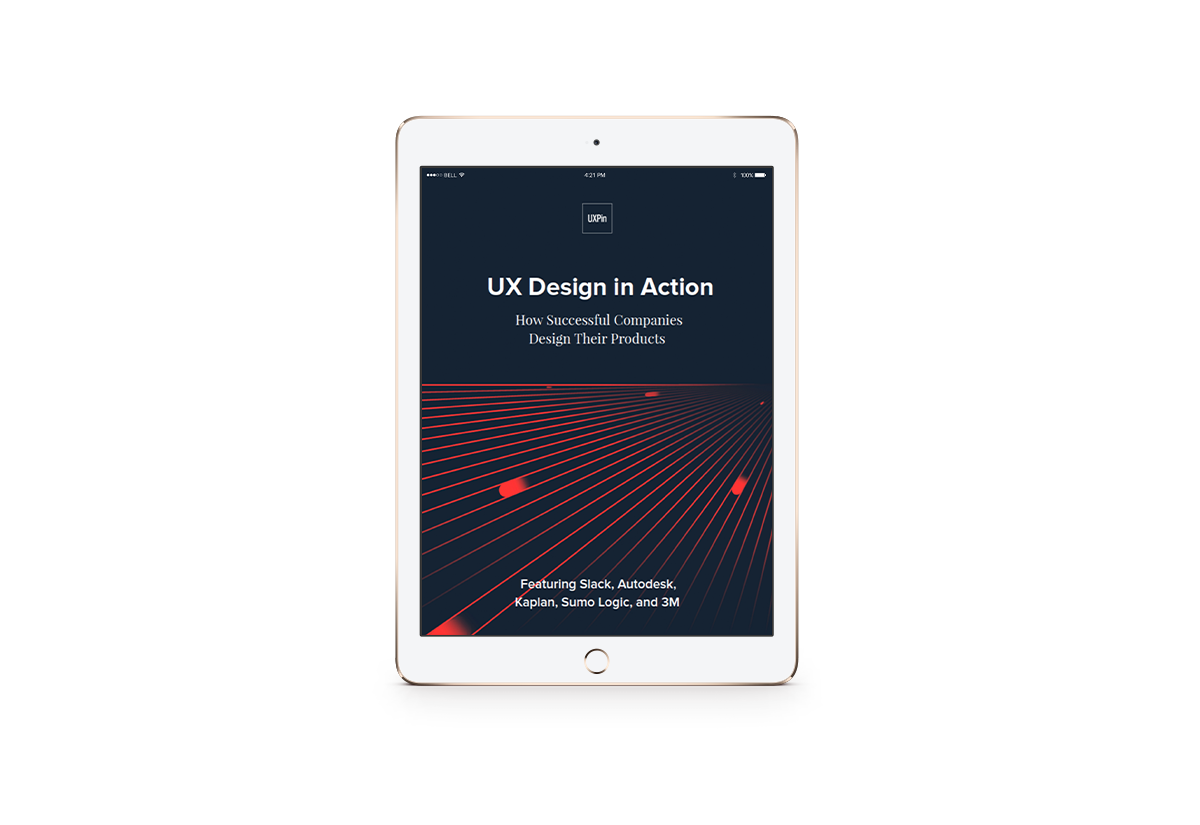 BELL 4:21 PM 100%
UXPin
UX Design in Action
How Successful Companies
Design Their Products
Featuring Slack, Autodesk,
Kaplan, Sumo Logic, and 3M